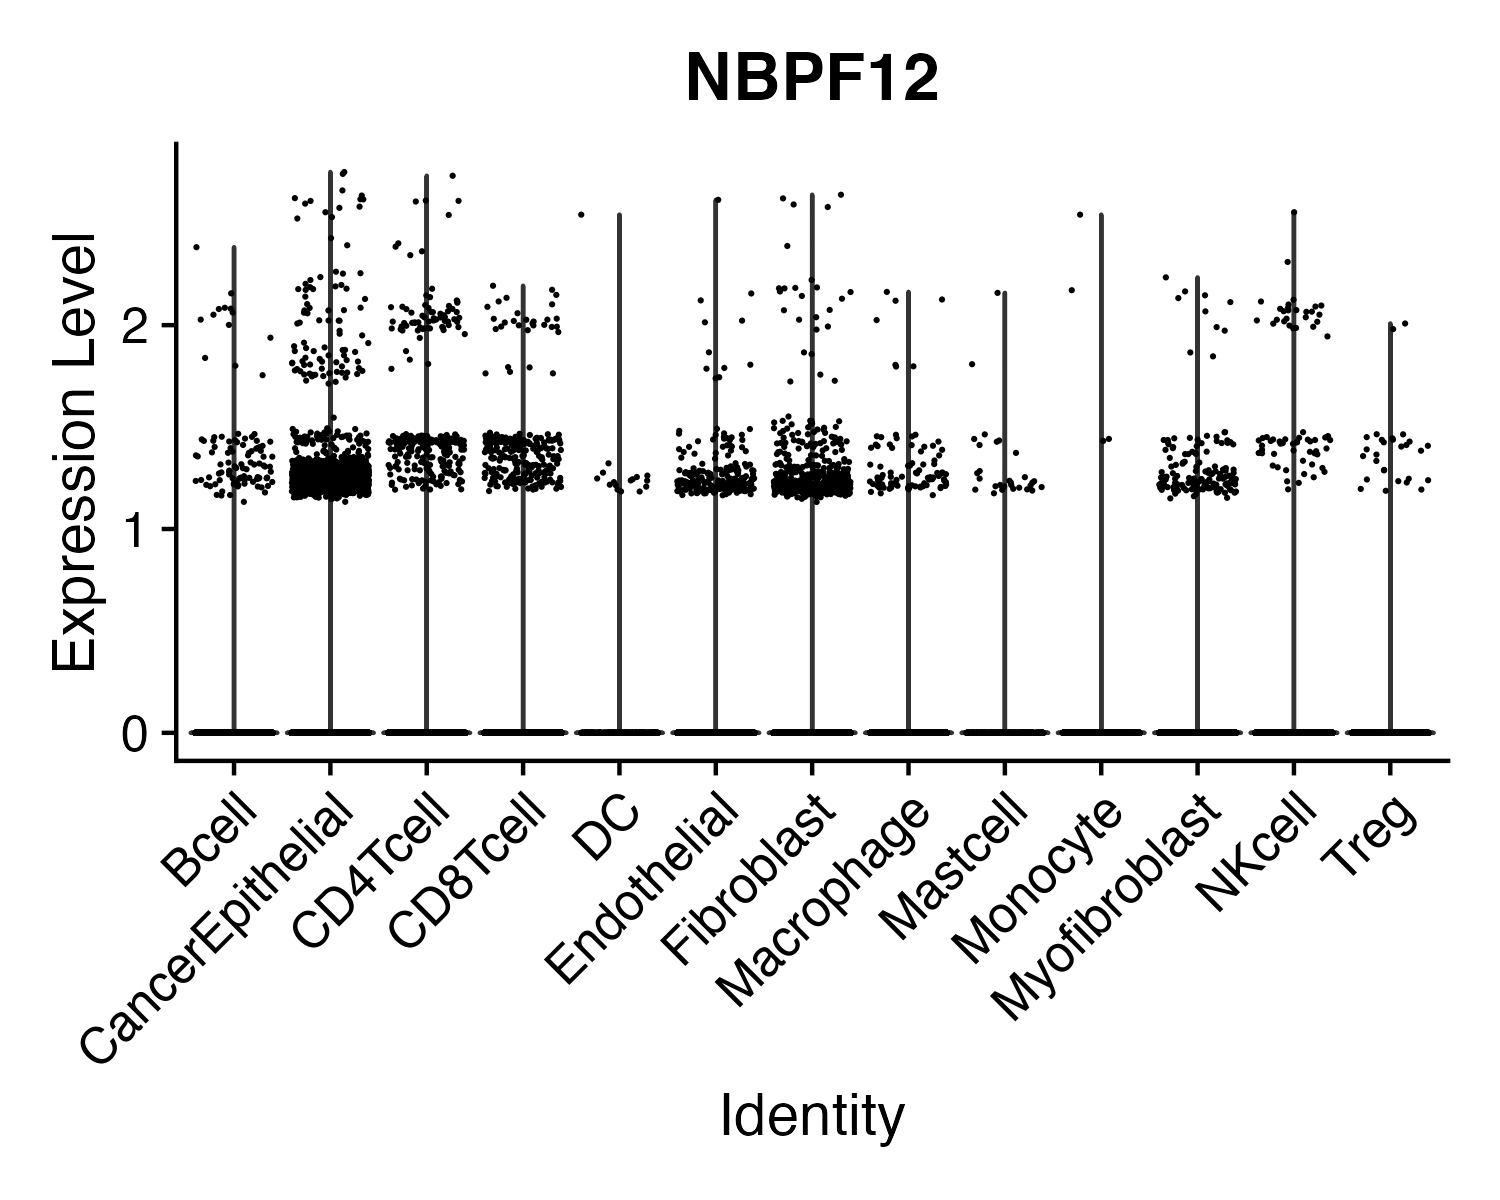 NBPF12
Expression Level
2
1
0
Bcell
CancerEpithelial
CD4Tcell
CD8Tcell
DC
Endothelial
Fibroblast
Macrophage
Mastcell
Monocyte
Myofibroblast
NKcell
Treg
Identity